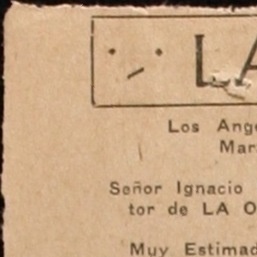 LA
Los Ange
Mar
Señor Ignacio
tor de LA O
Muy Estimad